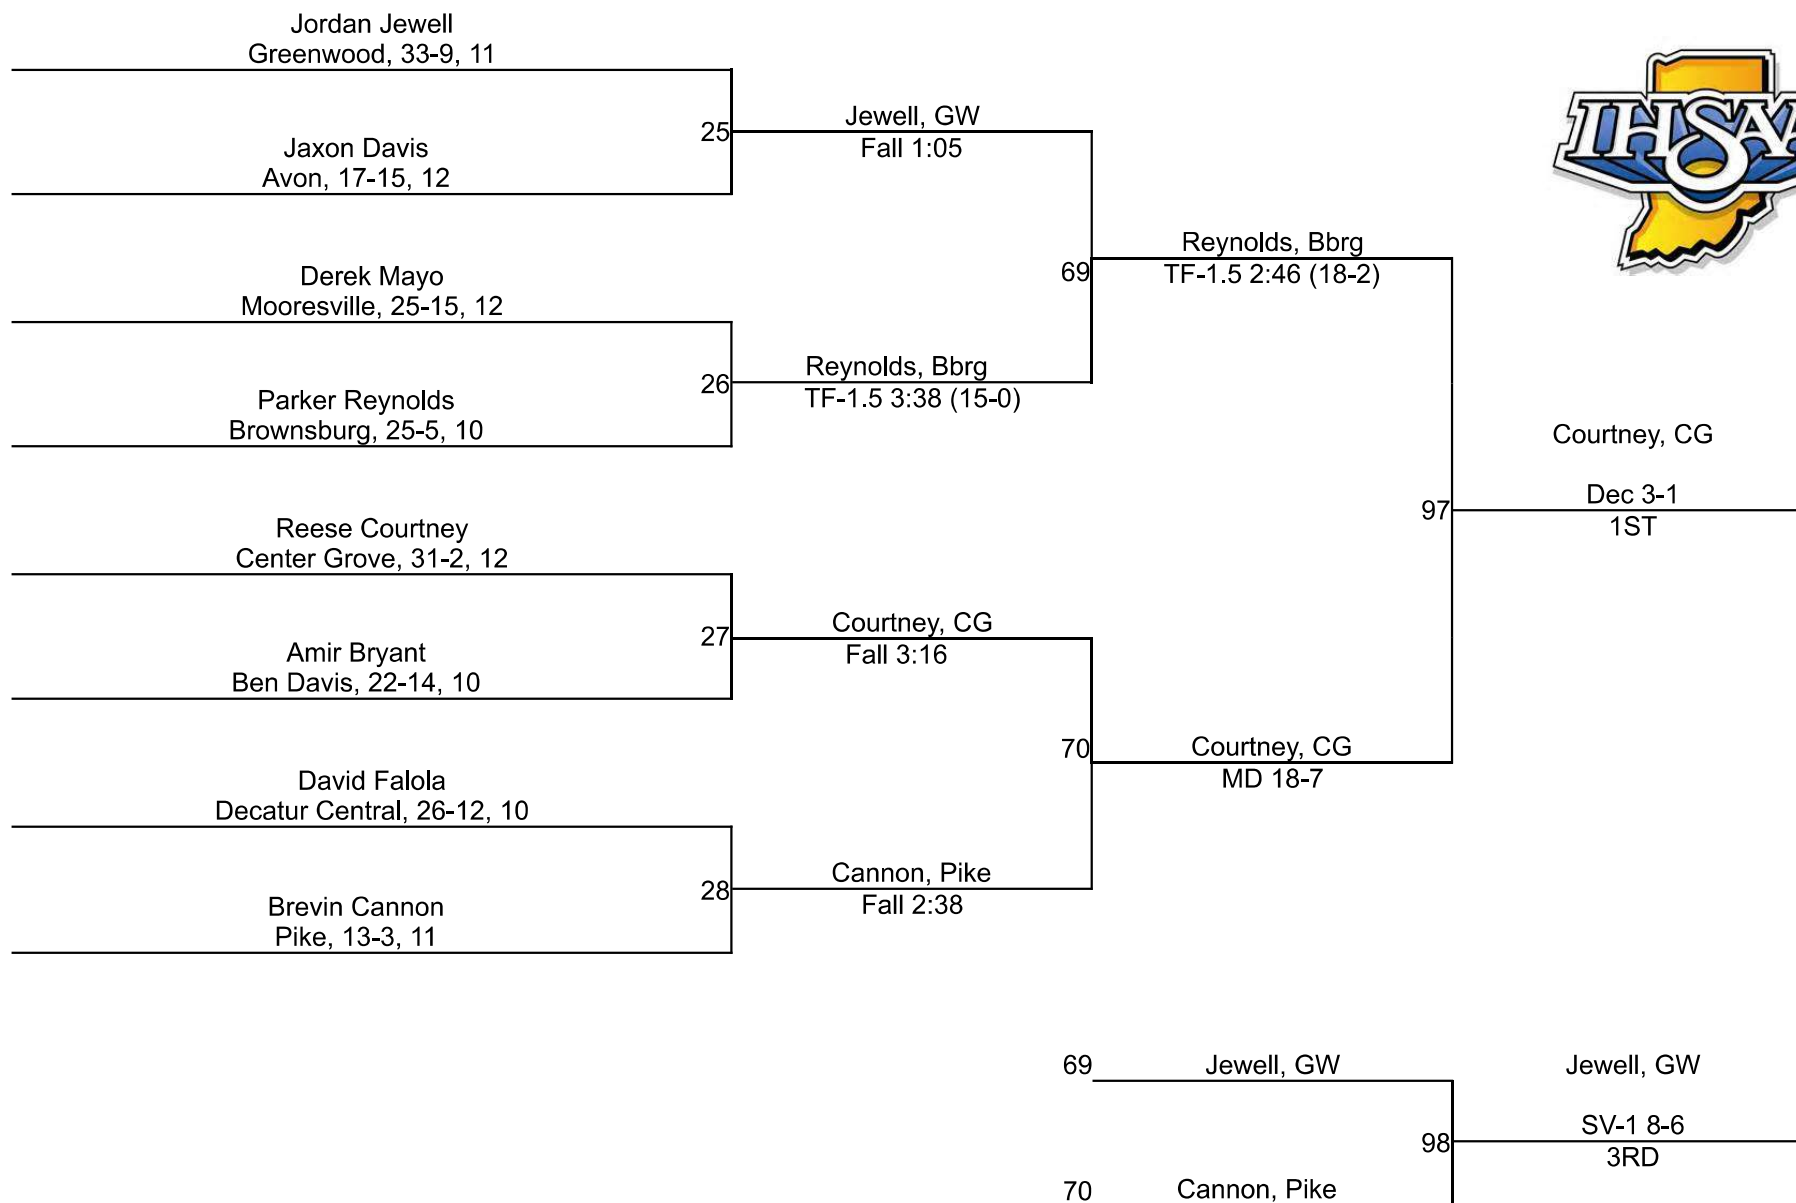 Jordan Jewell
Greenwood, 33-9, 11
Jaxon Davis
Avon, 17-15, 12
25
Jewell, GW
Fall 1:05
Derek Mayo
Mooresville, 25-15, 12
Parker Reynolds
Brownsburg, 25-5, 10
26
Reynolds, Bbrg
TF-1.5 3:38 (15-0)
69
Reynolds, Bbrg
TF-1.5 2:46 (18-2)
IHSAA
Reese Courtney
Center Grove, 31-2, 12
Amir Bryant
Ben Davis, 22-14, 10
27
Courtney, CG
Fall 3:16
David Falola
Decatur Central, 26-12, 10
Brevin Cannon
Pike, 13-3, 11
28
Cannon, Pike
Fall 2:38
70
Courtney, CG
MD 18-7
97
Courtney, CG
Dec 3-1
1ST
69
Jewell, GW
70
Cannon, Pike
98
Jewell, GW
SV-1 8-6
3RD